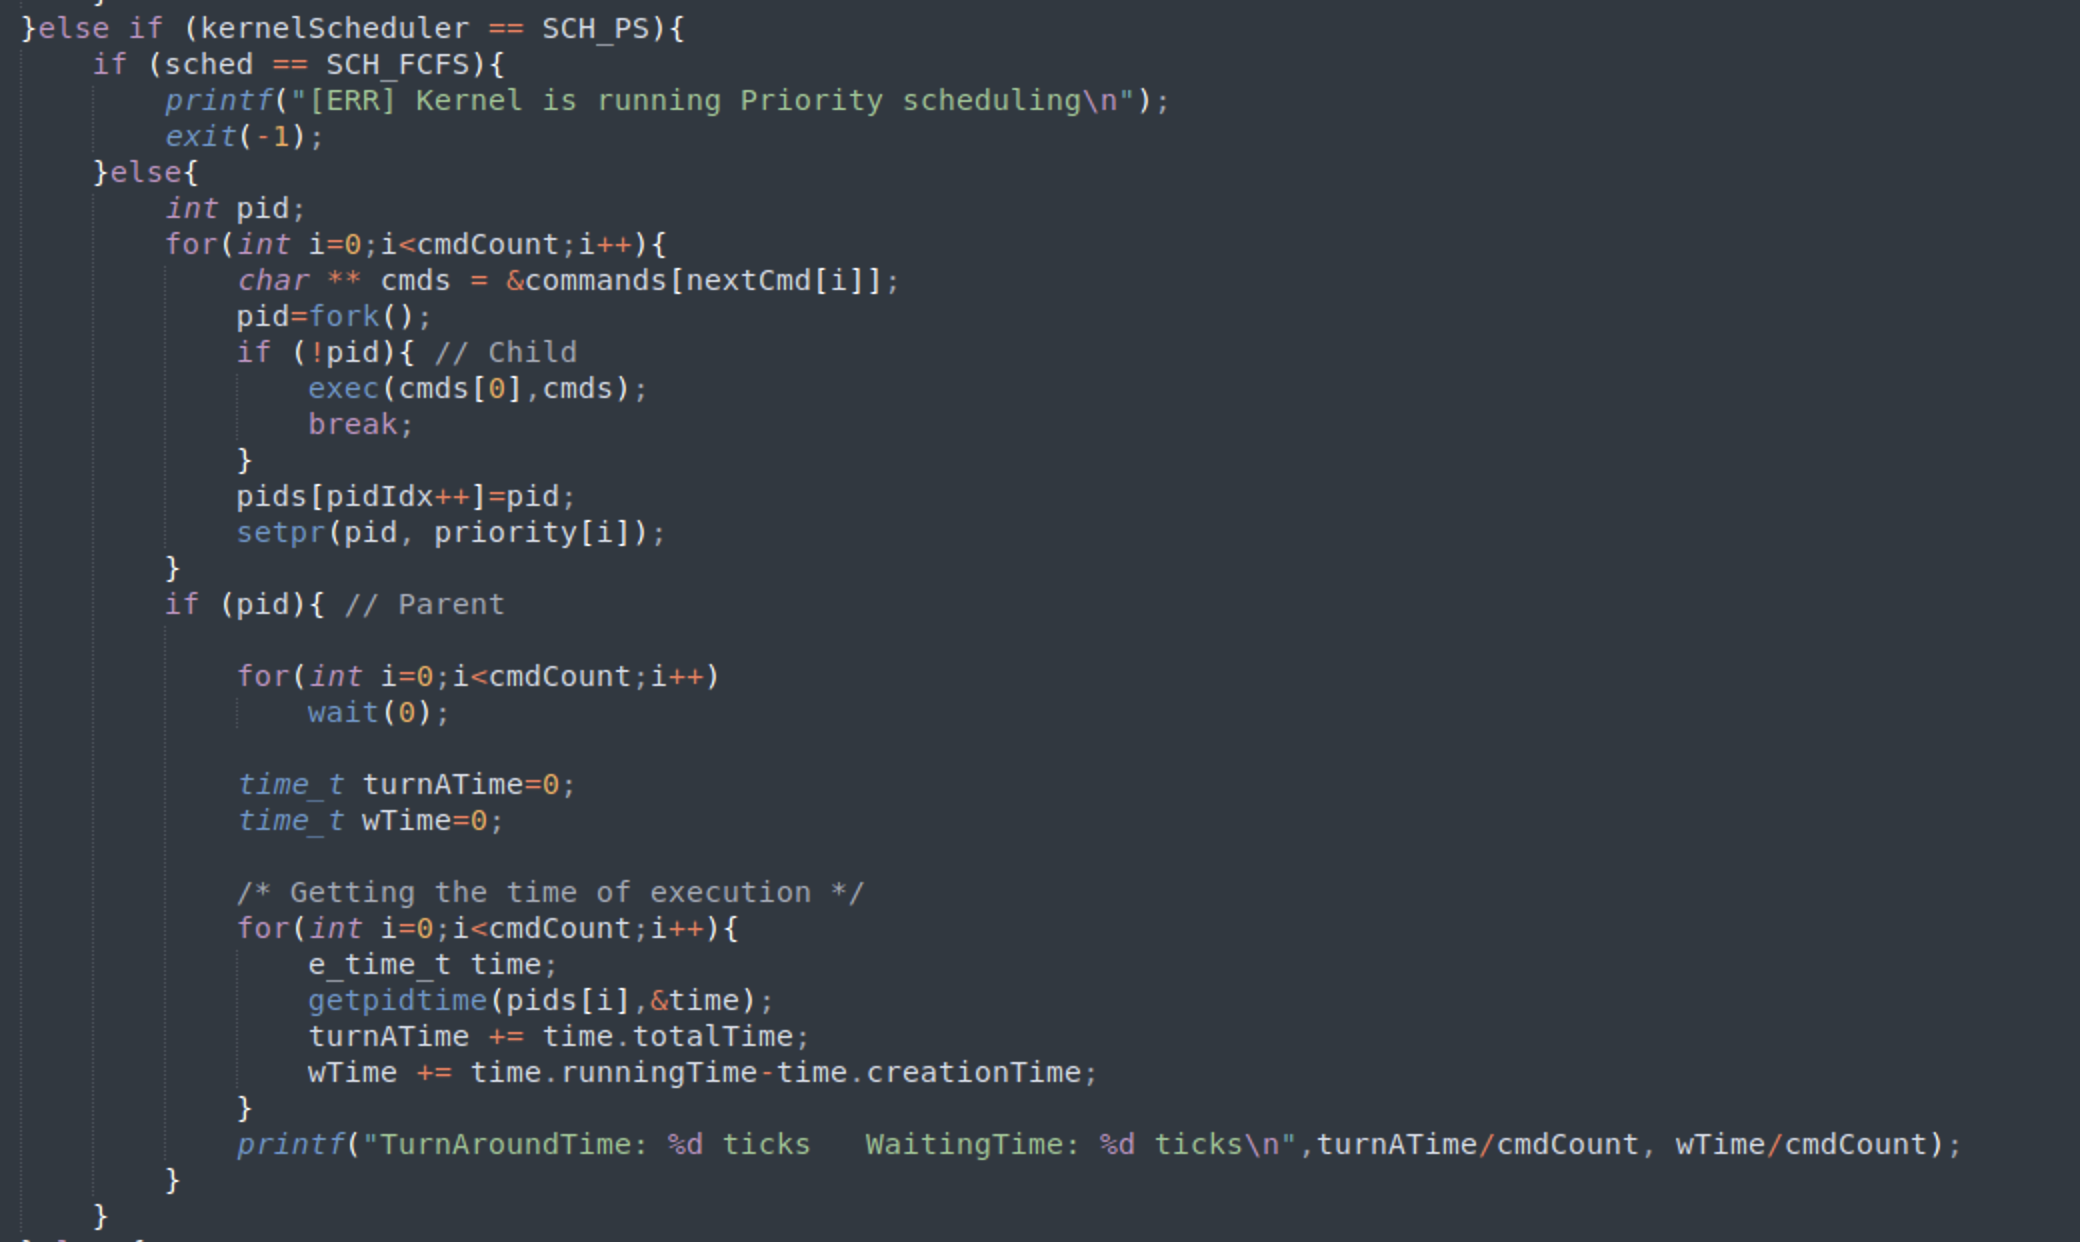 }else if (kernelScheduler == SCH_PS){
    if (sched == SCH_FCFS){
        printf("[ERR] Kernel is running Priority scheduling\n");
        exit(-1);
    }else{
        int pid;
        for(int i=0;i<cmdCount;i++){
            char ** cmds = &commands[nextCmd[i]];
            pid=fork();
            if (!pid){ // Child
                exec(cmds[0],cmds);
                break;
            }
            pids[pidIdx++]=pid;
            setpr(pid, priority[i]);
        }
        if (pid){ // Parent

            for(int i=0;i<cmdCount;i++)
                wait(0);

            time_t turnATime=0;
            time_t wTime=0;

            /* Getting the time of execution */
            for(int i=0;i<cmdCount;i++){
                e_time_t time;
                getpidtime(pids[i],&time);
                turnATime += time.totalTime;
                wTime += time.runningTime-time.creationTime;
            }
            printf("TurnAroundTime: %d ticks   WaitingTime: %d ticks\n",turnATime/cmdCount, wTime/cmdCount);
        }
    }